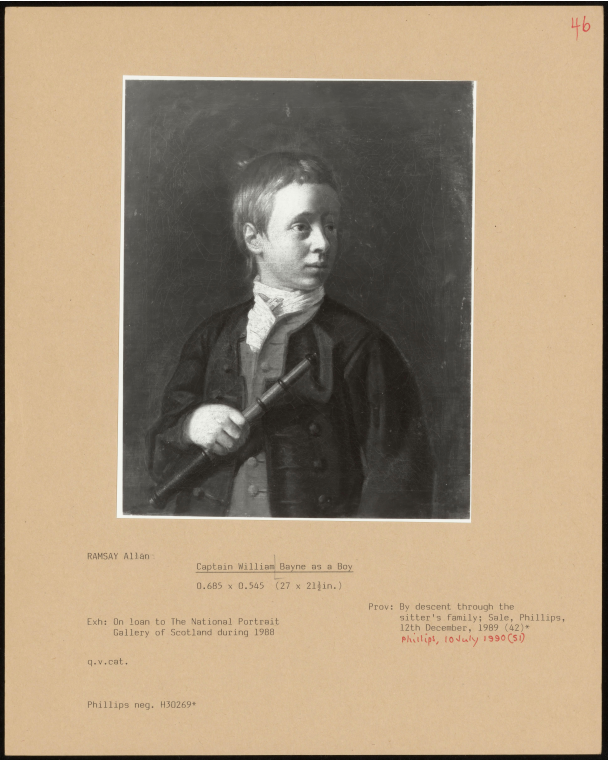 46
RAMSAY Allan
Captain William Bayne as a Boy
0.685 x 0.545 (27 x 21½in.)
Prov: By descent through the
sitter's family; Sale, Phillips,
12th December, 1989 (42)*
Phillips, 10 July 1990 (51)
Exh: On loan to The National Portrait
Gallery of Scotland during 1988
q.v.cat.
Phillips neg. H30269*